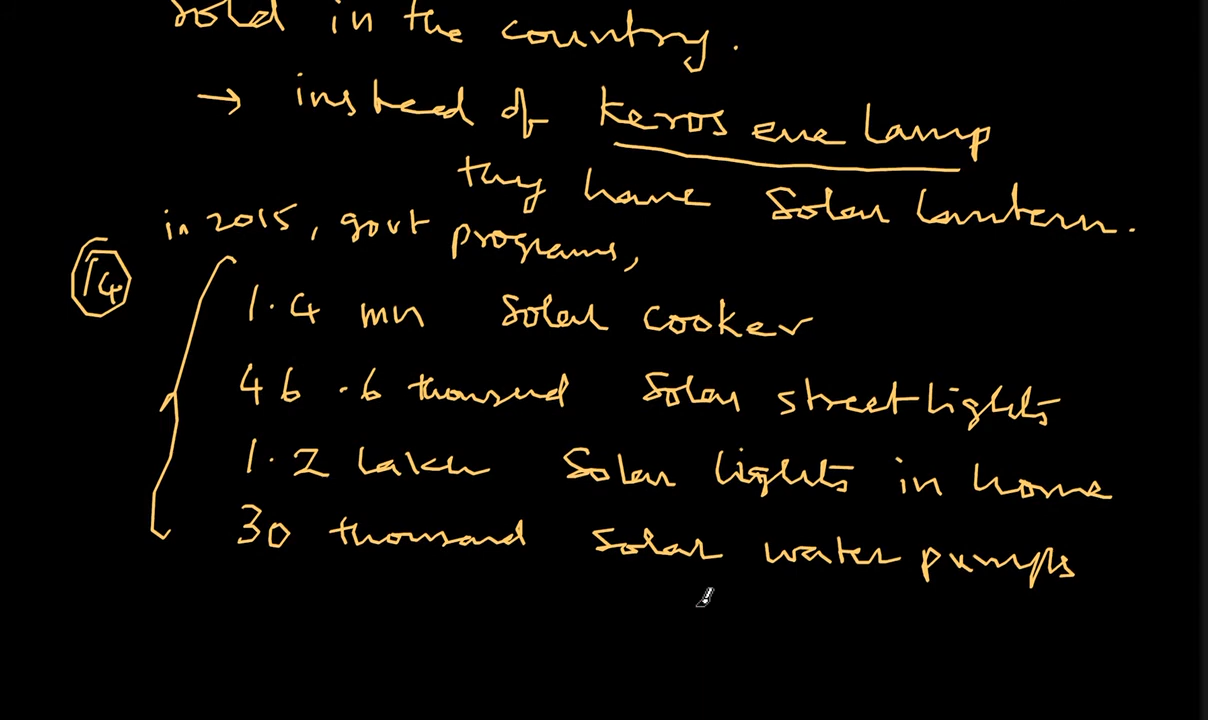 sold in the country.
→ instead of kerosene lamp
they have solar lantern.
in 2015, govt programs,
14
1.4 mn solar cooker
46.6 thousand solar streetlights
1.2 lakh solar lights in home
30 thousand solar water pumps